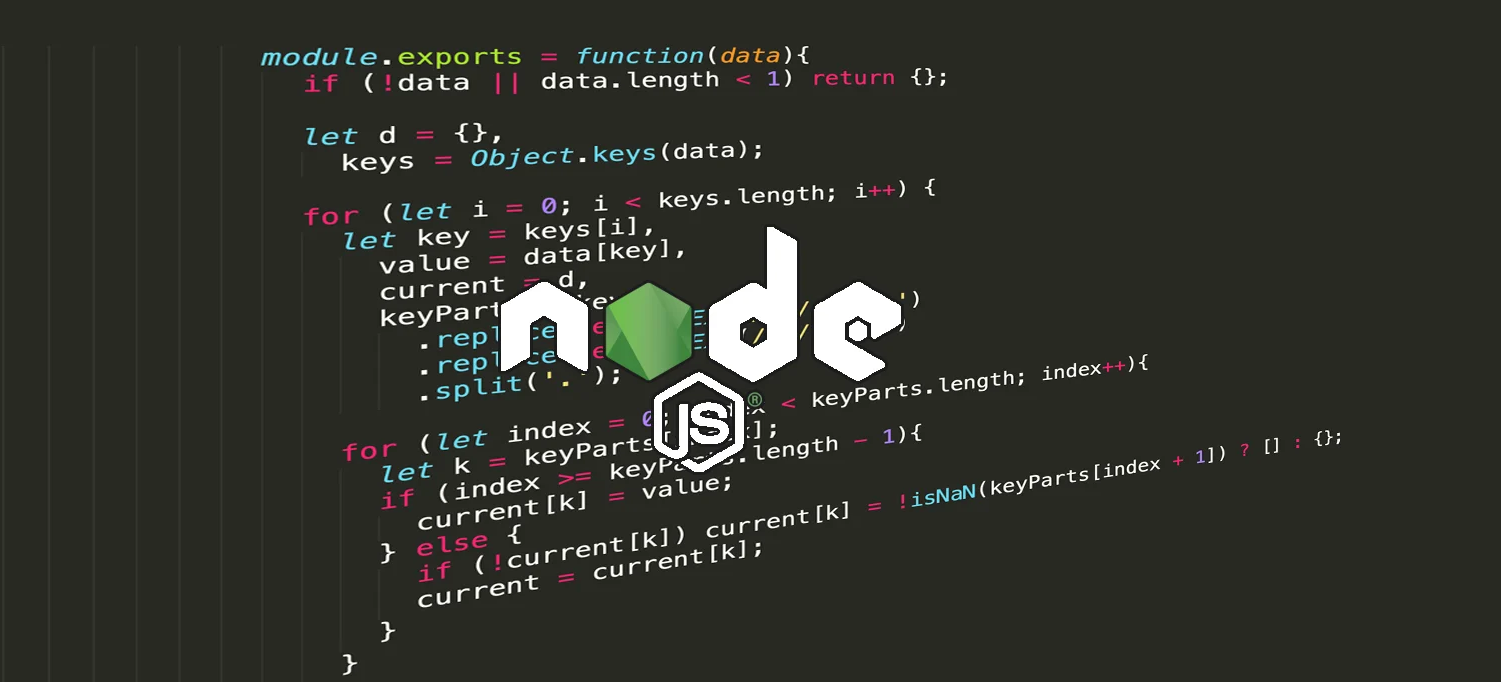 module.exports = function(data){
if (!data || data.length < 1) return {};
let d = {},
keys = Object.keys(data);
for (let i = 0; i < keys.length; i++) {
let key = keys[i],
value = data[key],
current = d,
')
.split('.');
node
JS®
for (let index = 0; < keyParts.length; index++){
let k = ];
if (index >= .length - 1){
current[k] = value;
} else {
if (!current[k]) current[k] = !isNaN(keyParts[index + 1]) ? [] : {};
current = current[k];
}
}